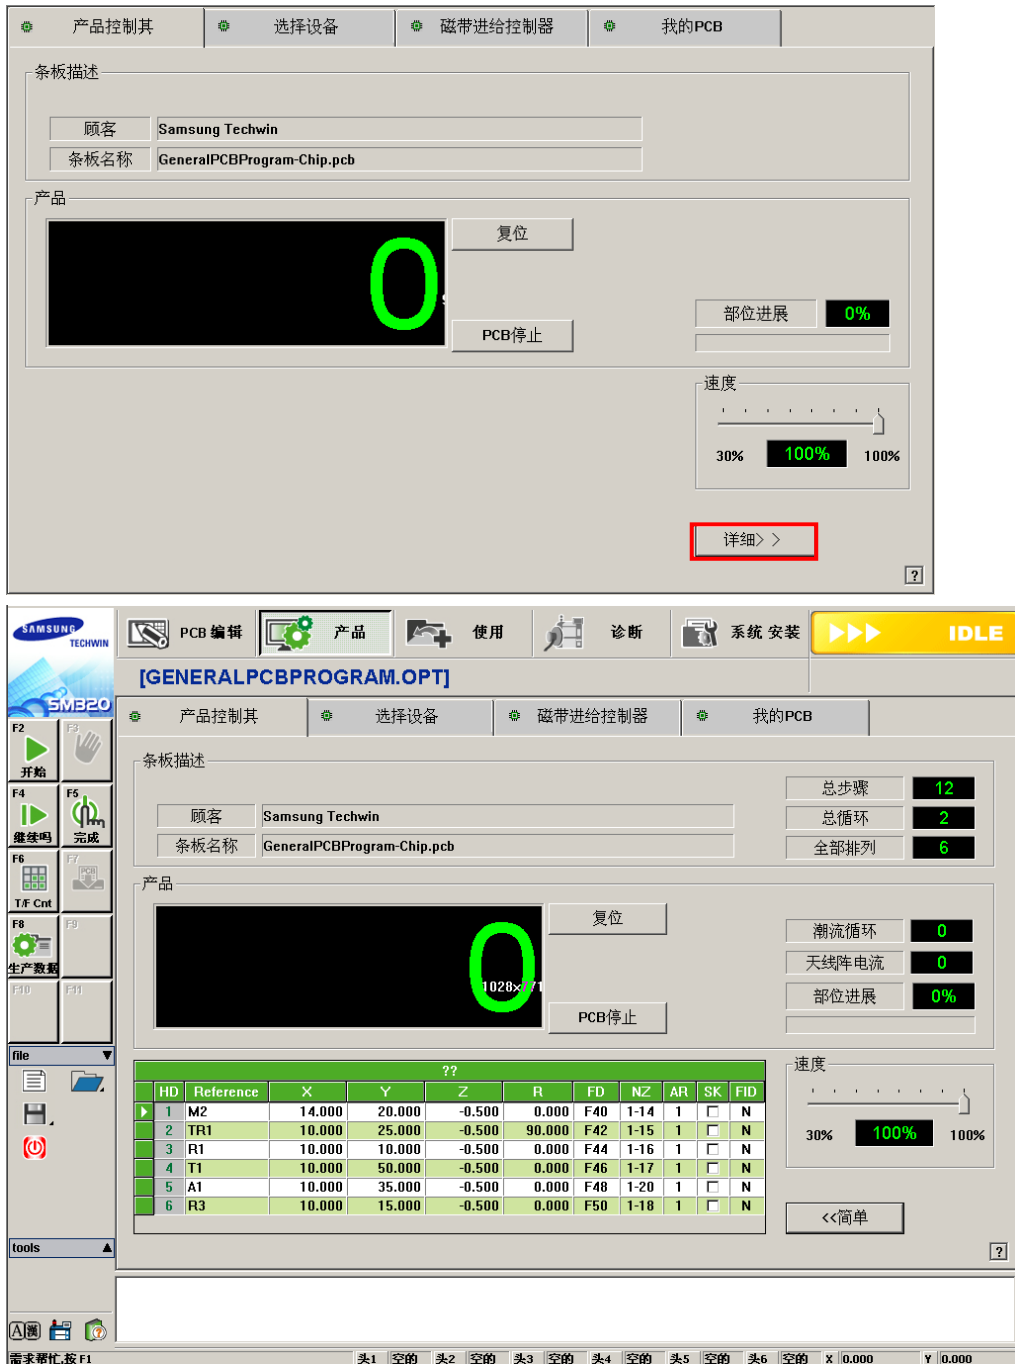 产品控制其 选择设备 磁带进给控制器 我的PCB
条板描述
顾客 Samsung Techwin
条板名称 GeneralPCBProgram-Chip.pcb
产品
0
复位
PCB停止
部位进展 0%
速度
30% 100% 100%
详细> >
?
SAMSUNG TECHWIN
SM320
PCB 编辑 产品 使用 诊断 系统 安装 IDLE
[GENERALPCBPROGRAM.OPT]
产品控制其 选择设备 磁带进给控制器 我的PCB
F2 开始 F3
F4 继续吗 F5 完成
F6 T/F Cnt F7 PCB
F8 生产数据 F9
F10 F11
file
tools
条板描述
顾客 Samsung Techwin
条板名称 GeneralPCBProgram-Chip.pcb
总步骤 12
总循环 2
全部排列 6
产品
0
复位
PCB停止
潮流循环 0
天线阵电流 0
部位进展 0%
??
HD Reference X Y Z R FD NZ AR SK FID
1 M2 14.000 20.000 -0.500 0.000 F40 1-14 1 N
2 TR1 10.000 25.000 -0.500 90.000 F42 1-15 1 N
3 R1 10.000 10.000 -0.500 0.000 F44 1-16 1 N
4 T1 10.000 50.000 -0.500 0.000 F46 1-17 1 N
5 A1 10.000 35.000 -0.500 0.000 F48 1-20 1 N
6 R3 10.000 15.000 -0.500 0.000 F50 1-18 1 N
速度
30% 100% 100%
<<简单
?
需求帮忙,按 F1 头1 空的 头2 空的 头3 空的 头4 空的 头5 空的 头6 空的 X 0.000 Y 0.000